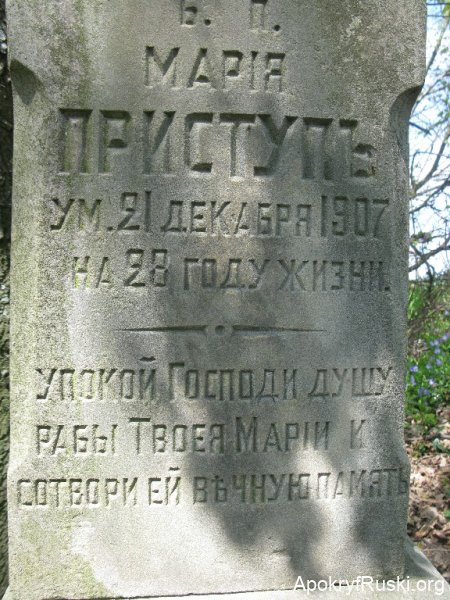 Б. П.
МАРІЯ
ПРИСТУПЪ
УМ. 21 ДЕКАБРЯ 1907
НА 28 ГОДУ ЖИЗНИ.
УПОКОЙ ГОСПОДИ ДУШУ
РАБЫ ТВОЕЯ МАРІИ И
СОТВОРИ ЕЙ ВѢЧНУЮ ПАМЯТЬ
ApokryfRuski.org